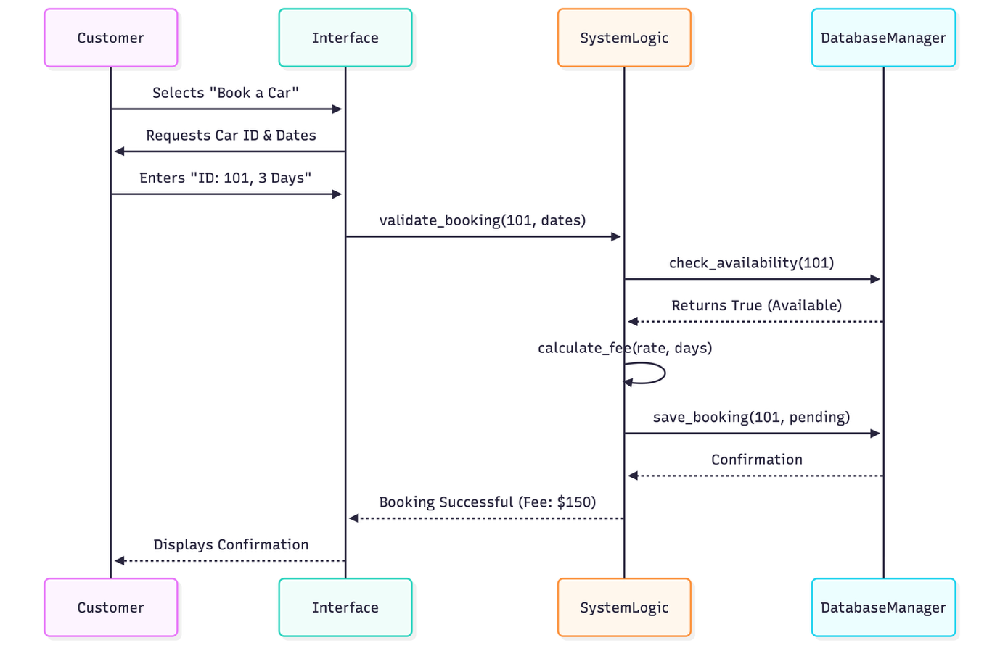 Customer
Interface
SystemLogic
DatabaseManager
Selects "Book a Car"
Requests Car ID & Dates
Enters "ID: 101, 3 Days"
validate_booking(101, dates)
check_availability(101)
Returns True (Available)
calculate_fee(rate, days)
save_booking(101, pending)
Confirmation
Booking Successful (Fee: $150)
Displays Confirmation
Customer
Interface
SystemLogic
DatabaseManager